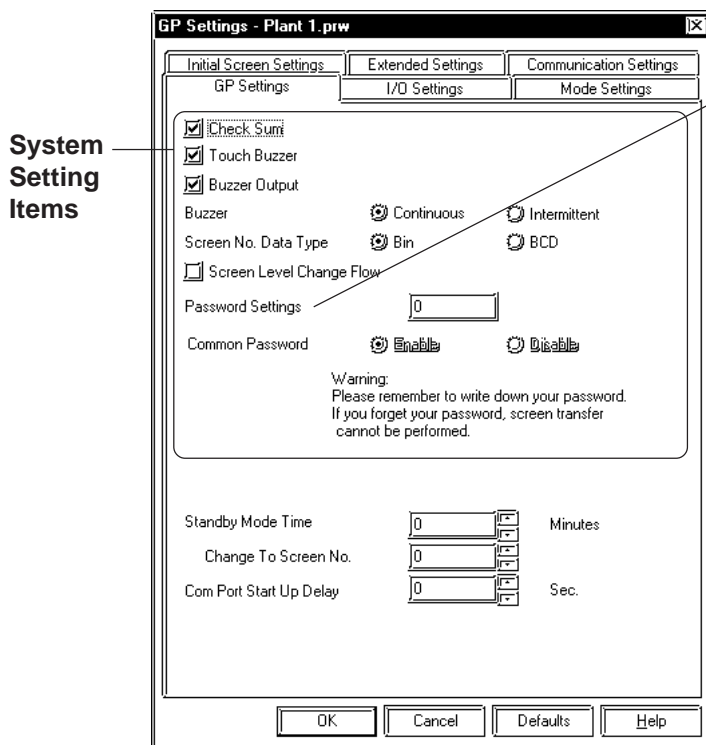 GP Settings - Plant 1.prw
Initial Screen Settings Extended Settings Communication Settings
GP Settings I/O Settings Mode Settings
System
Setting
Items
Check Sum
Touch Buzzer
Buzzer Output
Buzzer Continuous Intermittent
Screen No. Data Type Bin BCD
Screen Level Change Flow
Password Settings 0
Common Password Enable Disable
Warning:
Please remember to write down your password.
If you forget your password, screen transfer
cannot be performed.
Standby Mode Time 0 Minutes
Change To Screen No. 0
Com Port Start Up Delay 0 Sec.
OK Cancel Defaults Help